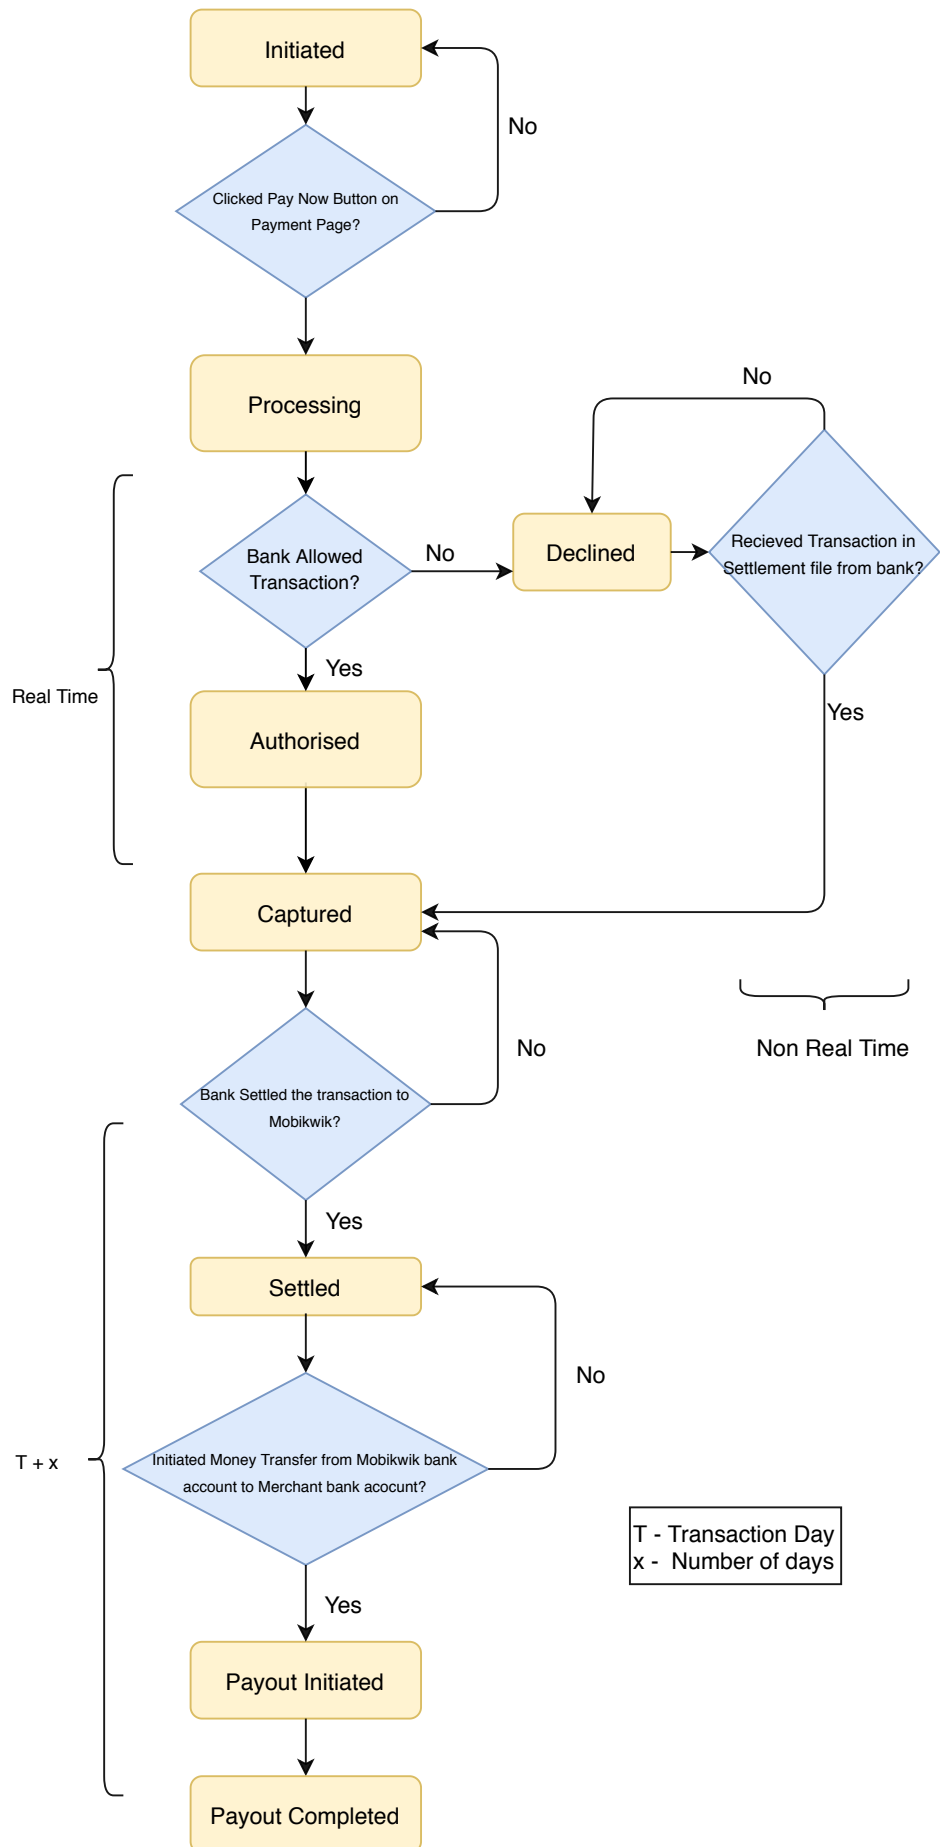 Initiated
No
Clicked Pay Now Button on
Payment Page?
Processing
No
Bank Allowed
Transaction?
No
Declined
Recieved Transaction in
Settlement file from bank?
Yes
Real Time
Authorised
Yes
Captured
No
Non Real Time
Bank Settled the transaction to
Mobikwik?
Yes
Settled
No
T + x
Initiated Money Transfer from Mobikwik bank
account to Merchant bank acocunt?
T - Transaction Day
x - Number of days
Yes
Payout Initiated
Payout Completed